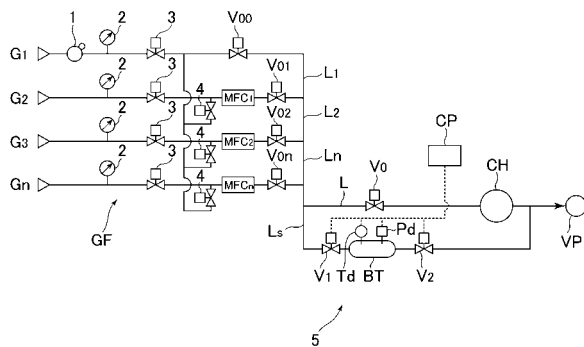 1 2 3 V00
G1 L1
2 3 V01
G2 4 MFC1 L2
2 3 V02 CP
G3 4 MFC2 CH
2 3 V0n Ln
Gn 4 MFCn V0
L
GF Ls Pd VP
V1 Td BT V2
5